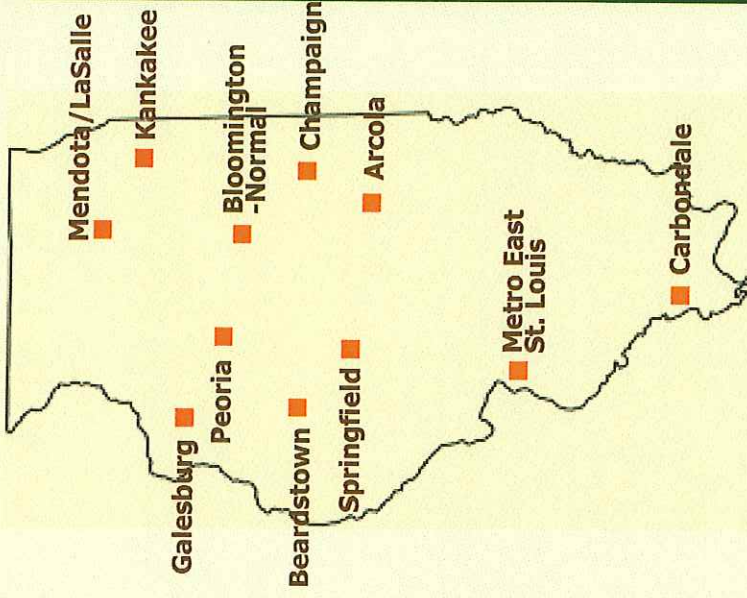 Mendota/LaSalle
Kankakee
Galesburg
Peoria
Bloomington
-Normal
Beardstown
Champaign
Springfield
Arcola
Metro East
St. Louis
Carbondale